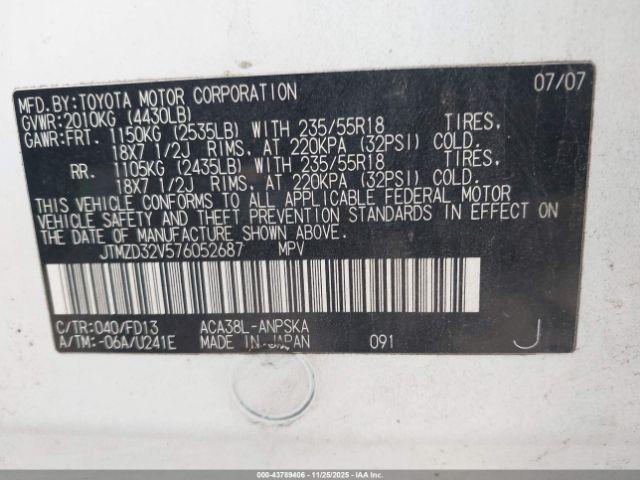 MFD.BY:TOYOTA MOTOR CORPORATION 07/07
GVWR:2010KG (4430LB)
GAWR:FRT. 1150KG (2535LB) WITH 235/55R18 TIRES,
18X7 1/2J RIMS. AT 220KPA (32PSI) COLD.
RR. 1105KG (2435LB) WITH 235/55R18 TIRES,
18X7 1/2J RIMS. AT 220KPA (32PSI) COLD.
THIS VEHICLE CONFORMS TO ALL APPLICABLE FEDERAL MOTOR
VEHICLE SAFETY AND THEFT PREVENTION STANDARDS IN EFFECT ON
THE DATE OF MANUFACTURE SHOWN ABOVE.
JTMZD32V576052687 MPV
C/TR:040/FD13 ACA38L-ANPSKA
A/TM:-06A/U241E MADE IN JAPAN 091 J
000-43789406 - 11/25/2025 - IAAI.COM